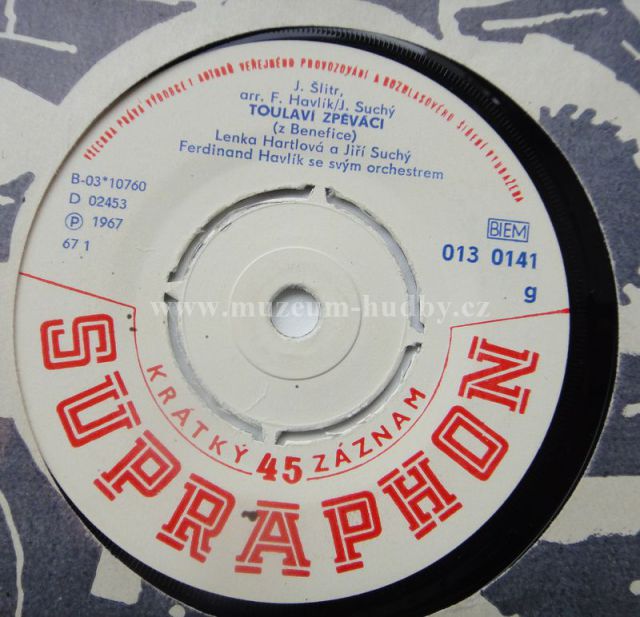 VŠECHNA PRÁVA VÝROBCE I AUTORŮ VEŘEJNÉHO PROVOZOVÁNÍ A ROZHLASOVÉHO ŠÍŘENÍ VYHRAŽENA
J. Šlitr,
arr. F. Havlík/J. Suchý
TOULAVÍ ZPĚVÁCI
(z Benefice)
Lenka Hartlová a Jiří Suchý
Ferdinand Havlík se svým orchestrem
B-03*10760
D 02453
Ⓟ 1967
67 1
BIEM
013 0141
g
www.muzeum-hudby.cz
KRÁTKÝ 45 ZÁZNAM
SUPRAPHON